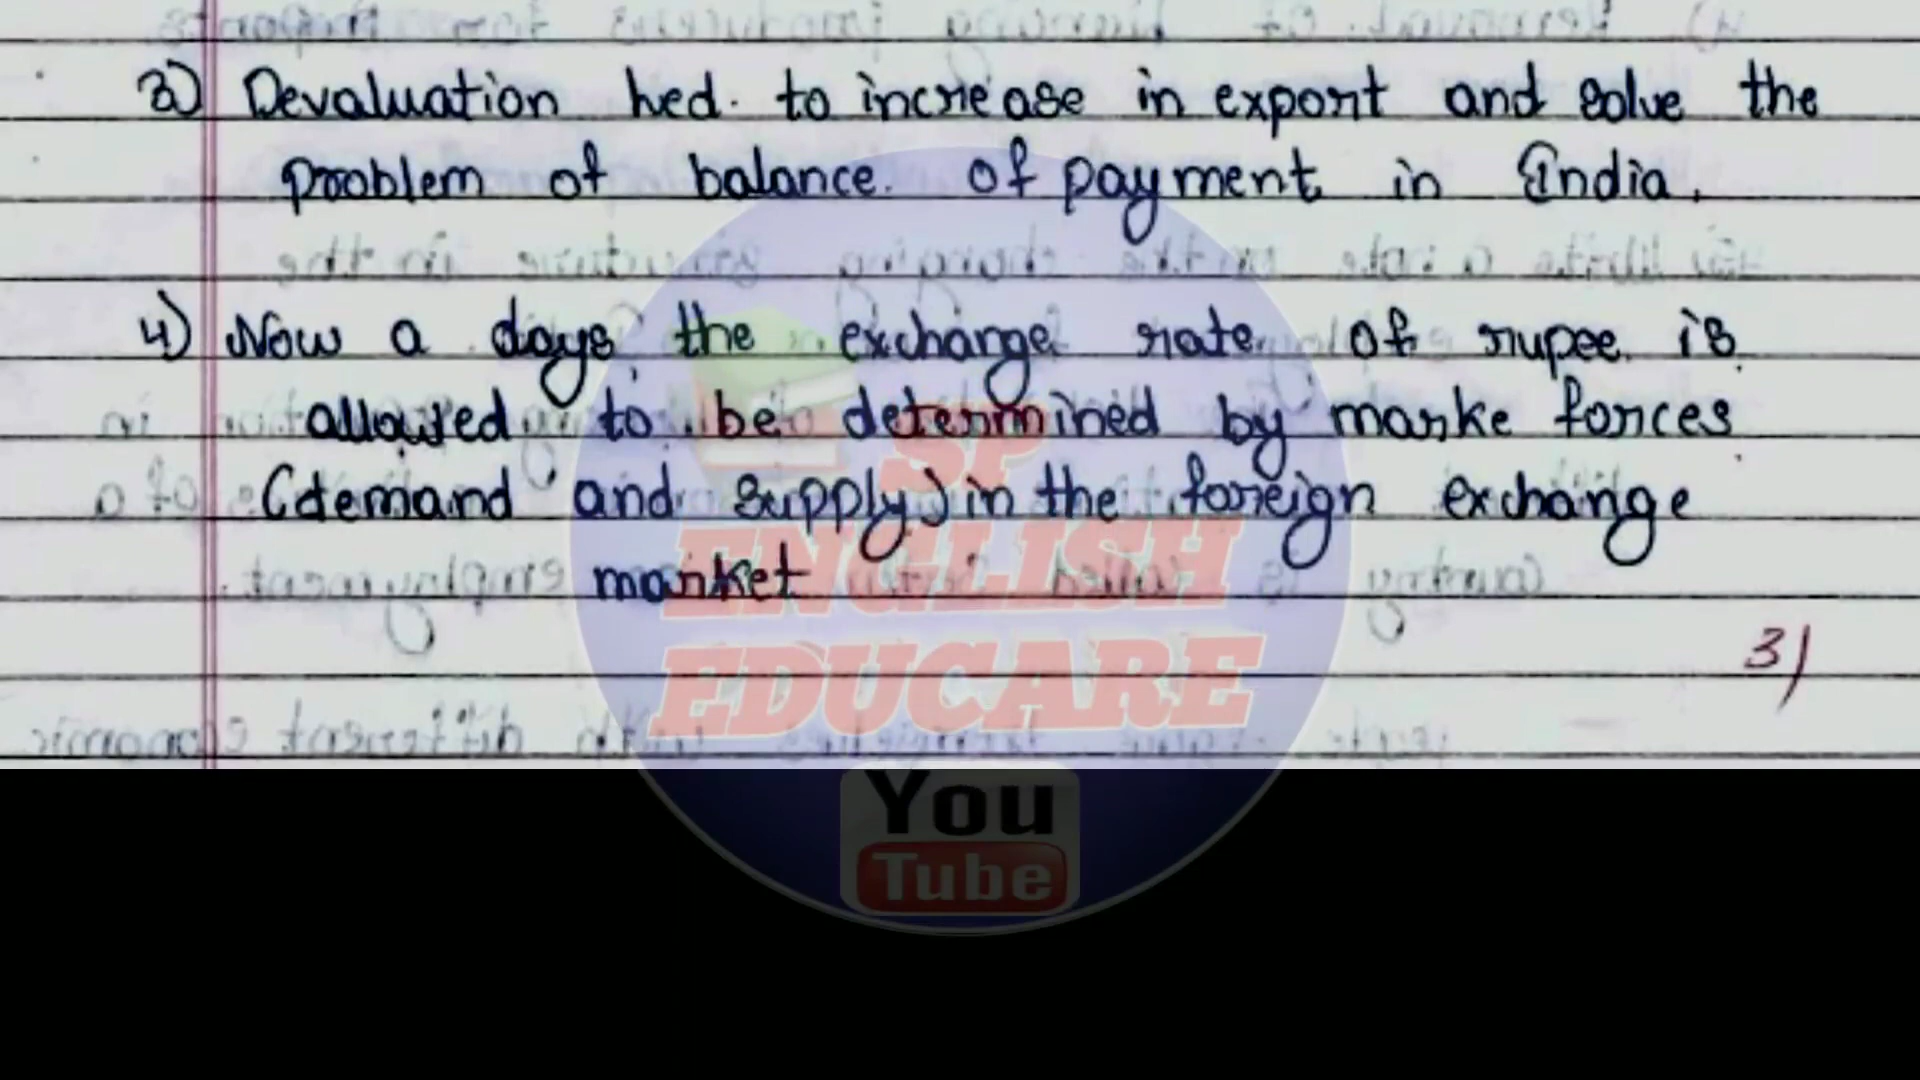 3) Devaluation hed. to increase in export and solve the
problem of balance of payment in India.
4) Now a days the exchange rate of rupee is
allowed to be determined by marke forces
(demand and supply) in the foreign exchange
market
3)
SP
ENGLISH
EDUCARE
You
Tube